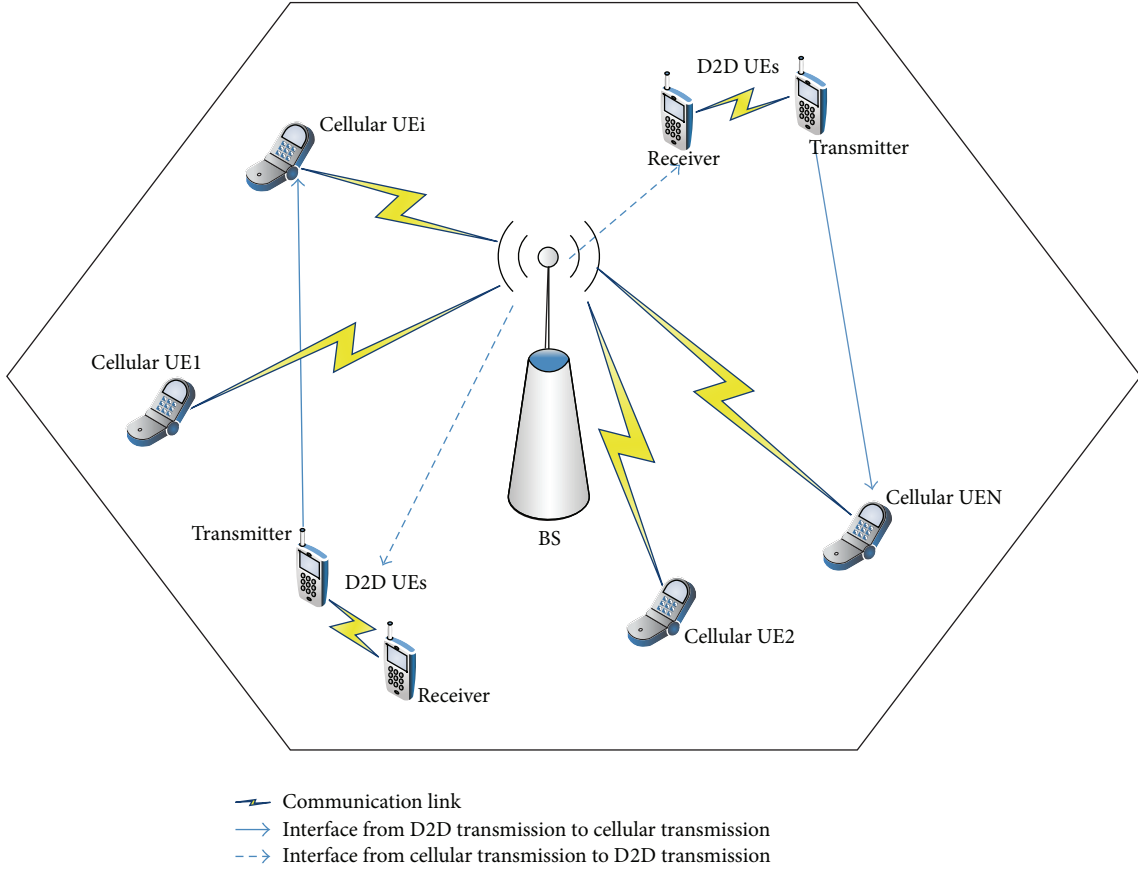 D2D UEs
Cellular UEi
Transmitter
Receiver
Cellular UE1
Cellular UEN
Transmitter
BS
D2D UEs
Cellular UE2
Receiver
Communication link
Interface from D2D transmission to cellular transmission
Interface from cellular transmission to D2D transmission